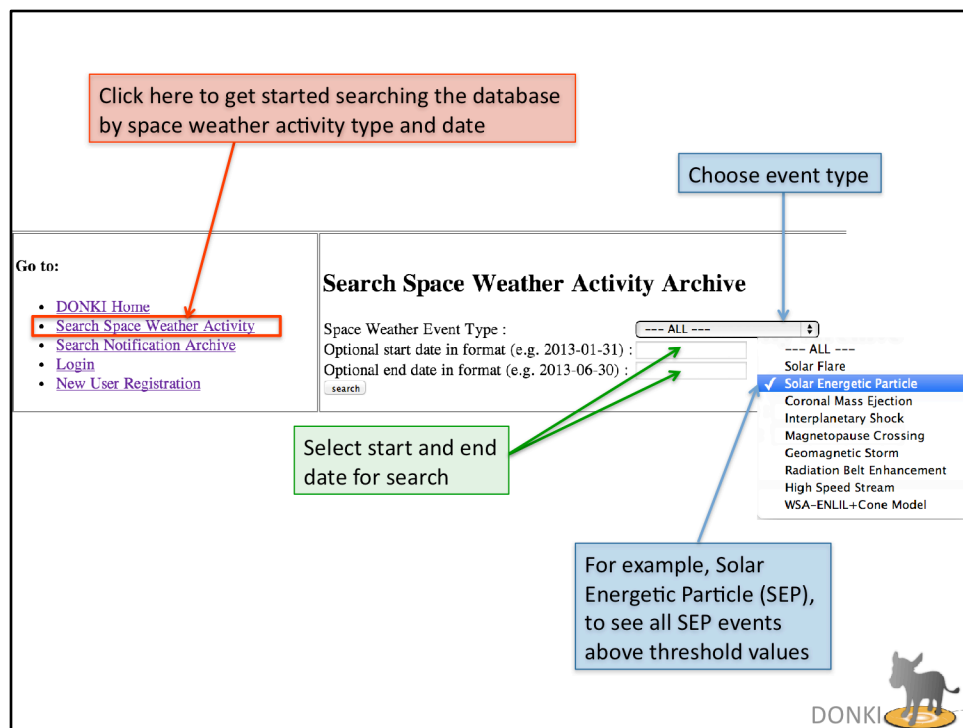 Click here to get started searching the database
by space weather activity type and date
Choose event type
Go to:
• DONKI Home
• Search Space Weather Activity
• Search Notification Archive
• Login
• New User Registration
Search Space Weather Activity Archive
Space Weather Event Type :
--- ALL ---
Optional start date in format (e.g. 2013-01-31) :
Optional end date in format (e.g. 2013-06-30) :
search
--- ALL ---
Solar Flare
✓ Solar Energetic Particle
Coronal Mass Ejection
Interplanetary Shock
Magnetopause Crossing
Geomagnetic Storm
Radiation Belt Enhancement
High Speed Stream
WSA-ENLIL+Cone Model
Select start and end
date for search
For example, Solar
Energetic Particle (SEP),
to see all SEP events
above threshold values
DONKI